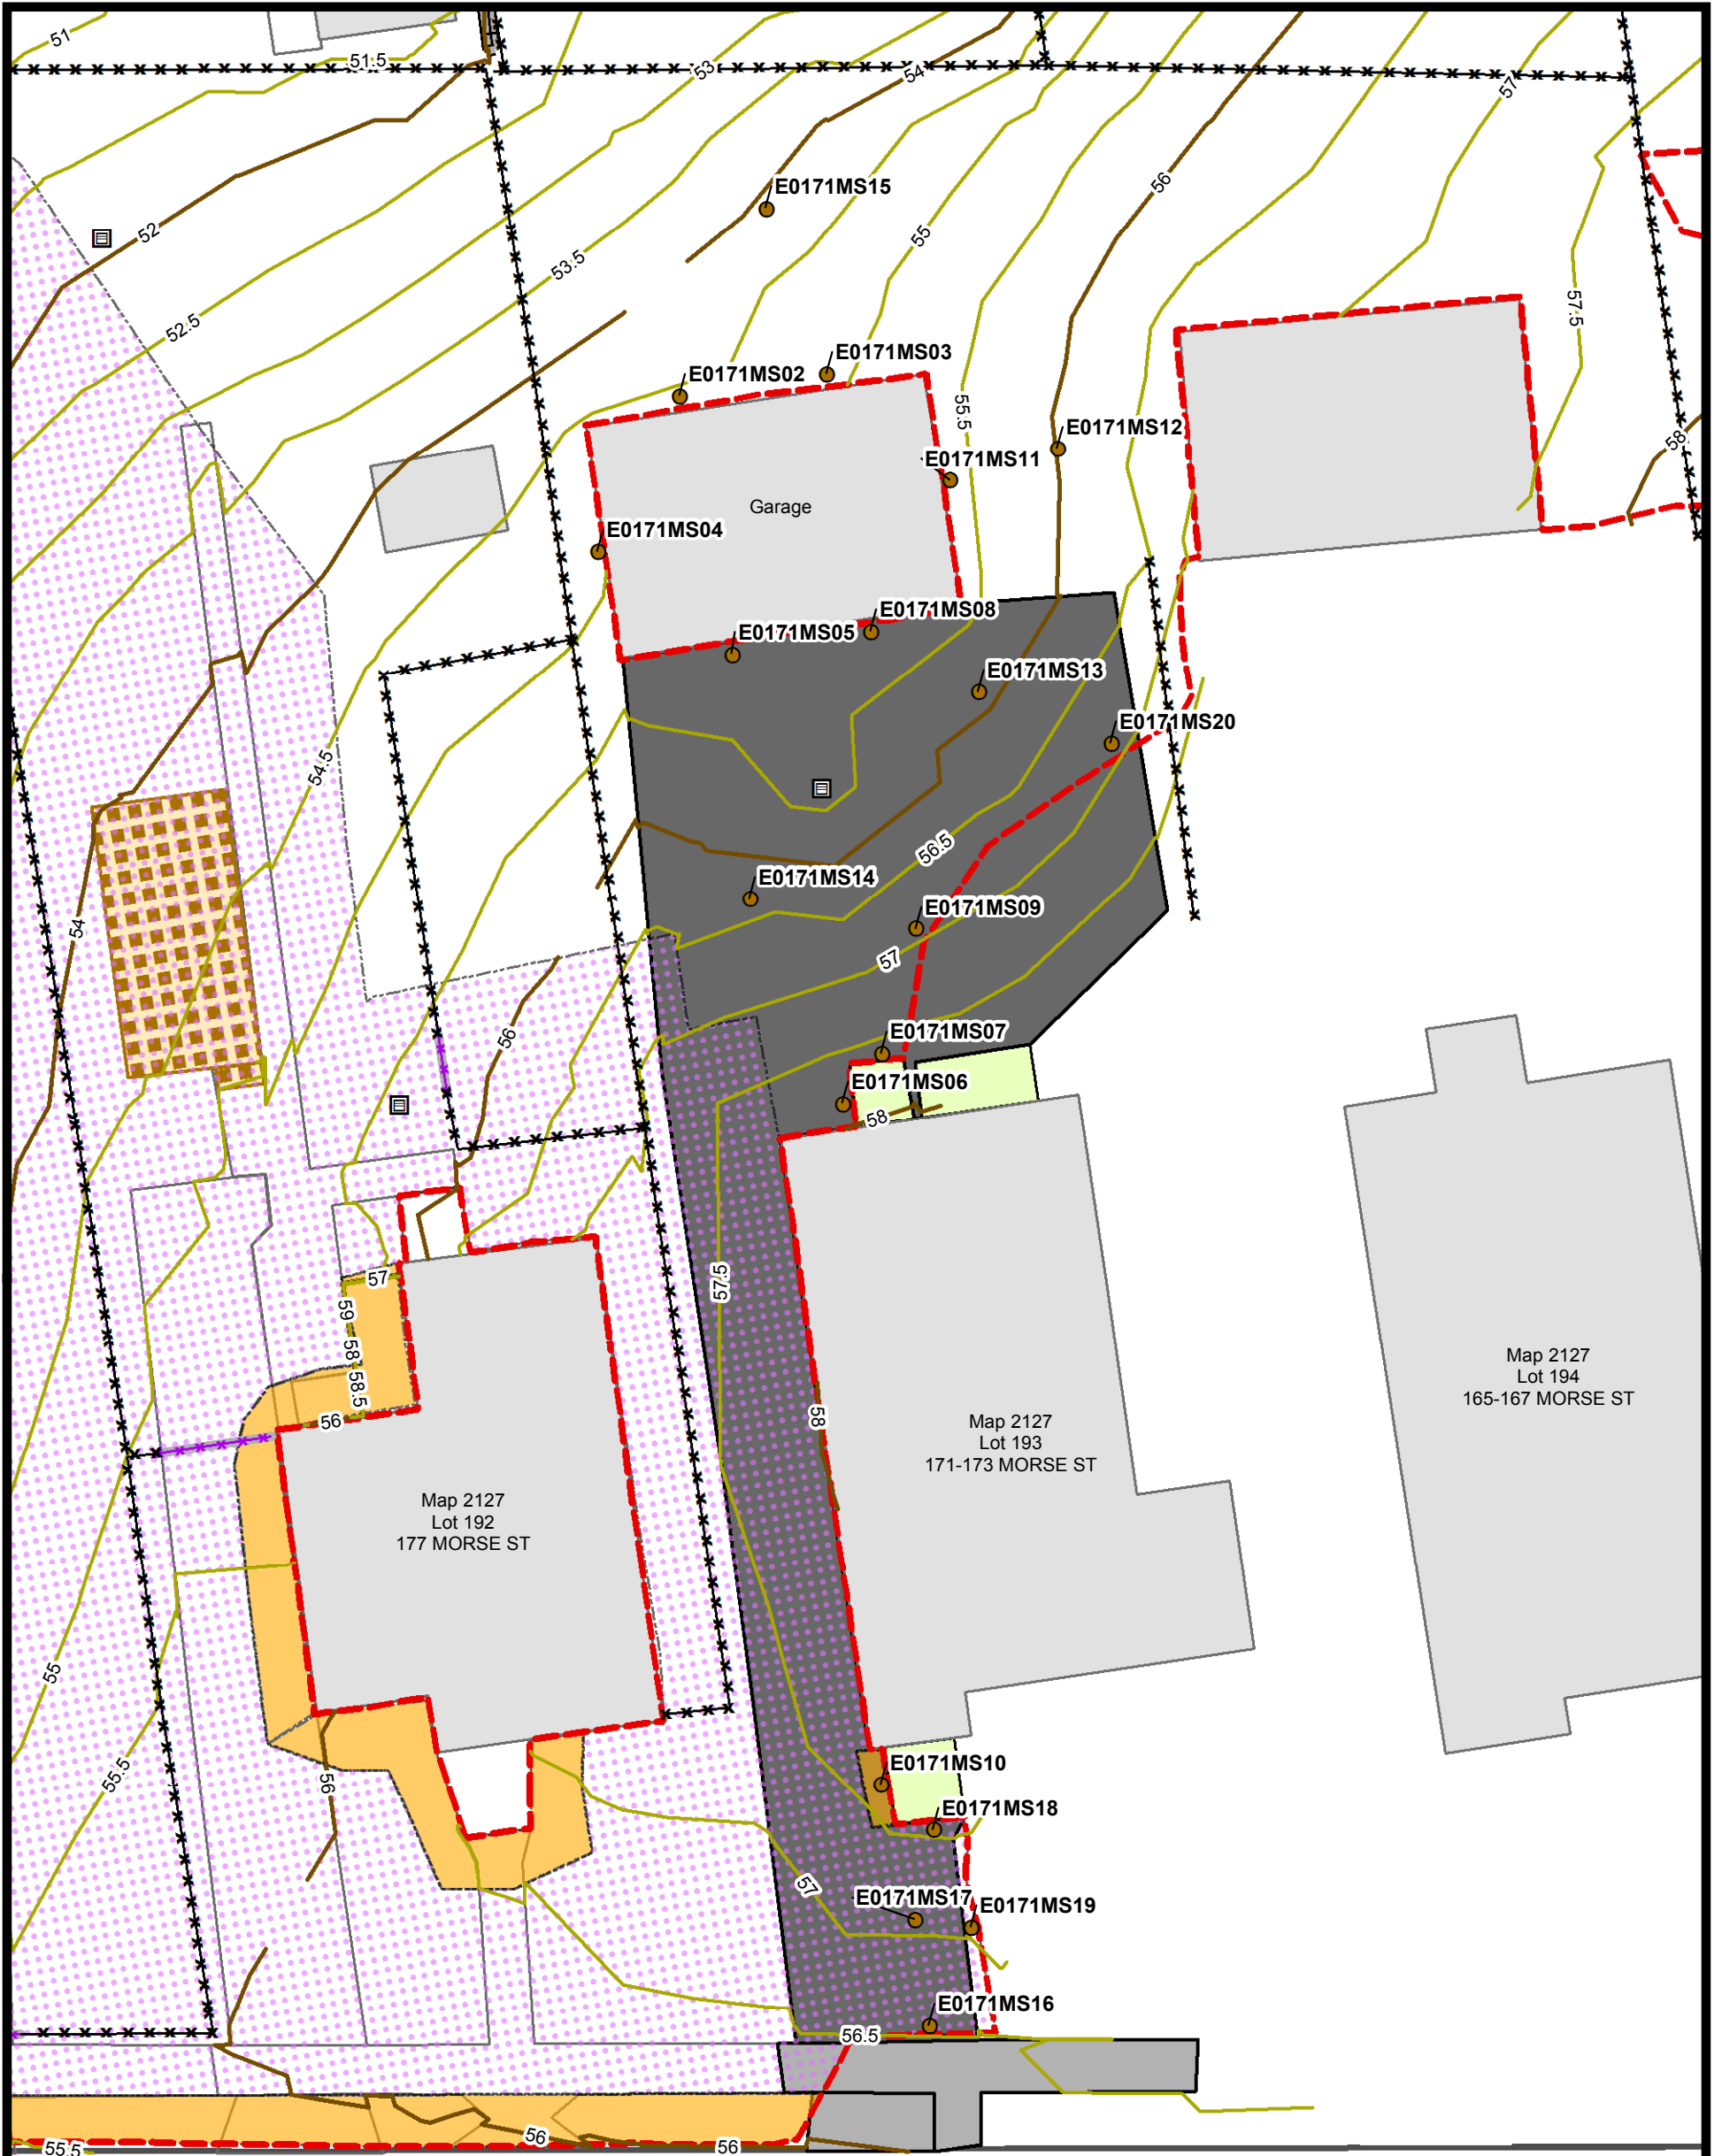 51
51.5
53
54
57
E0171MS15
56
52
55
53.5
57.5
52.5
E0171MS03
E0171MS02
55.5
E0171MS12
58
E0171MS11
Garage
E0171MS04
E0171MS08
E0171MS05
E0171MS13
E0171MS20
54.5
56.5
E0171MS14
E0171MS09
54
57
56
E0171MS07
E0171MS06
58
57
57.5
59
58
58.5
56
58
Map 2127
Lot 194
165-167 MORSE ST
Map 2127
Lot 193
171-173 MORSE ST
Map 2127
Lot 192
177 MORSE ST
55
55.5
56
E0171MS10
E0171MS18
57
E0171MS17
E0171MS19
E0171MS16
56.5
56
56
55.5